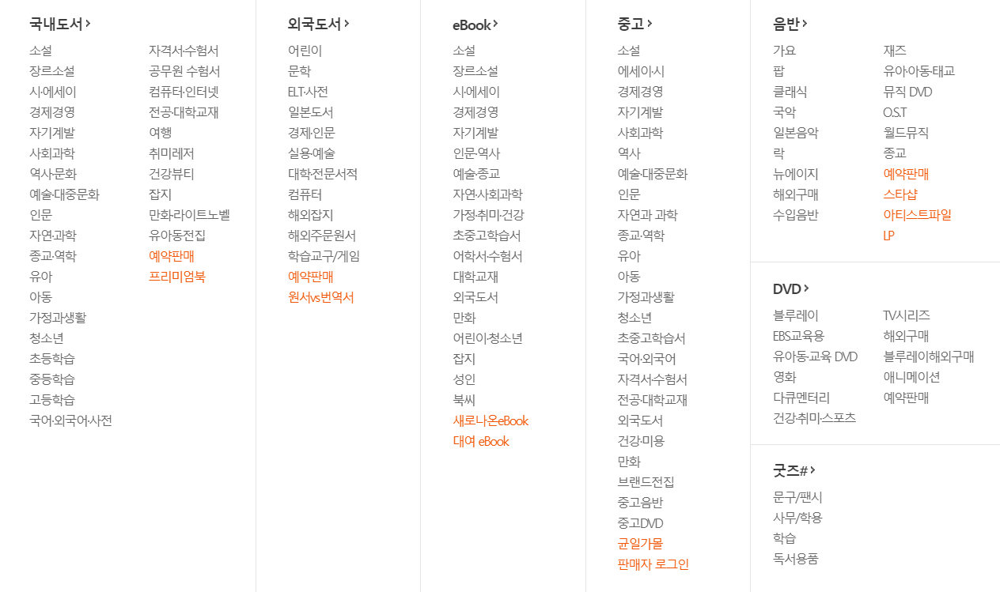 국내도서
소설
장르소설
시·에세이
경제경영
자기계발
사회과학
역사·문화
예술·대중문화
인문
자연·과학
종교·역학
유아
아동
가정과생활
청소년
초등학습
중등학습
고등학습
국어·외국어·사전
자격서·수험서
공무원 수험서
컴퓨터·인터넷
전공·대학교재
여행
취미레저
건강뷰티
잡지
만화·라이트노벨
유아동전집
예약판매
프리미엄북
외국도서
어린이
문학
ELT·사전
일본도서
경제·인문
실용·예술
대학·전문서적
컴퓨터
해외잡지
해외주문원서
학습교구/게임
예약판매
원서vs번역서
eBook
소설
장르소설
시·에세이
경제경영
자기계발
인문·역사
예술·종교
자연·사회과학
가정·취미·건강
초중고학습서
어학서·수험서
대학교재
외국도서
만화
어린이·청소년
잡지
성인
북씨
새로나온eBook
대여 eBook
중고
소설
에세이·시
경제경영
자기계발
사회과학
역사
예술·대중문화
인문
자연과 과학
종교·역학
유아
아동
가정과생활
청소년
초중고학습서
국어·외국어
자격서·수험서
전공·대학교재
외국도서
건강·미용
만화
브랜드전집
중고음반
중고DVD
균일가몰
판매자 로그인
음반
가요
팝
클래식
국악
일본음악
락
뉴에이지
해외구매
수입음반
재즈
유아·아동·태교
뮤직 DVD
O.S.T
월드뮤직
종교
예약판매
스타샵
아티스트파일
LP
DVD
블루레이
EBS교육용
유아동·교육 DVD
영화
다큐멘터리
건강·취미·스포츠
TV시리즈
해외구매
블루레이해외구매
애니메이션
예약판매
굿즈#
문구/팬시
사무/학용
학습
독서용품